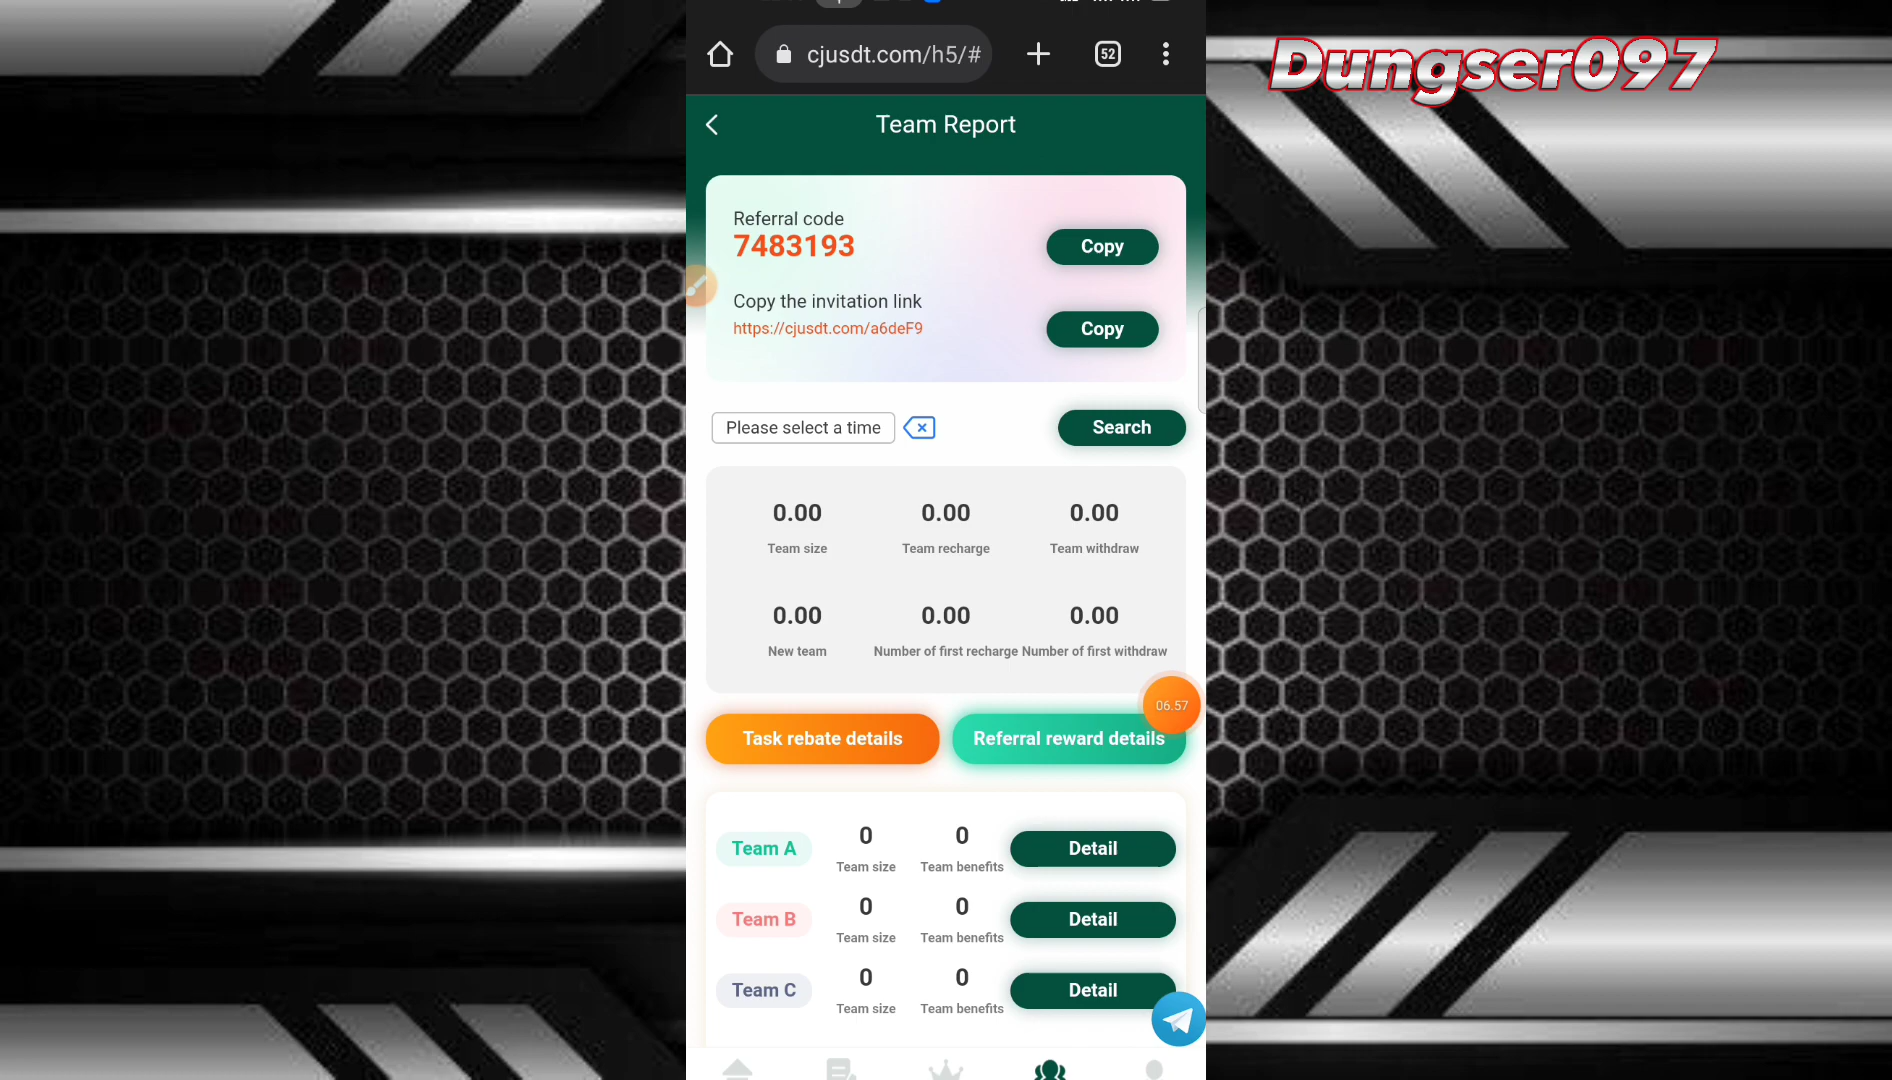 cjusdt.com/h5/#
52
Dungser097
Team Report
Referral code
7483193
Copy
Copy the invitation link
https://cjusdt.com/a6deF9
Copy
Please select a time
Search
0.00 0.00 0.00
Team size Team recharge Team withdraw
0.00 0.00 0.00
New team Number of first recharge Number of first withdraw
06.57
Task rebate details Referral reward details
Team A 0 0 Detail
Team size Team benefits
Team B 0 0 Detail
Team size Team benefits
Team C 0 0 Detail
Team size Team benefits